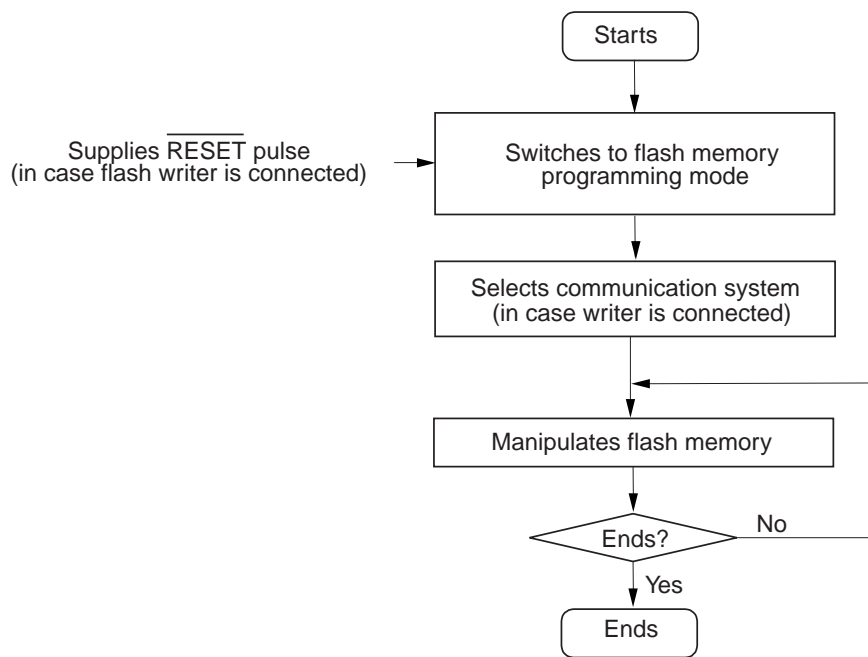 Starts
Supplies RESET pulse
(in case flash writer is connected)
Switches to flash memory
programming mode
Selects communication system
(in case writer is connected)
Manipulates flash memory
Ends?
No
Yes
Ends